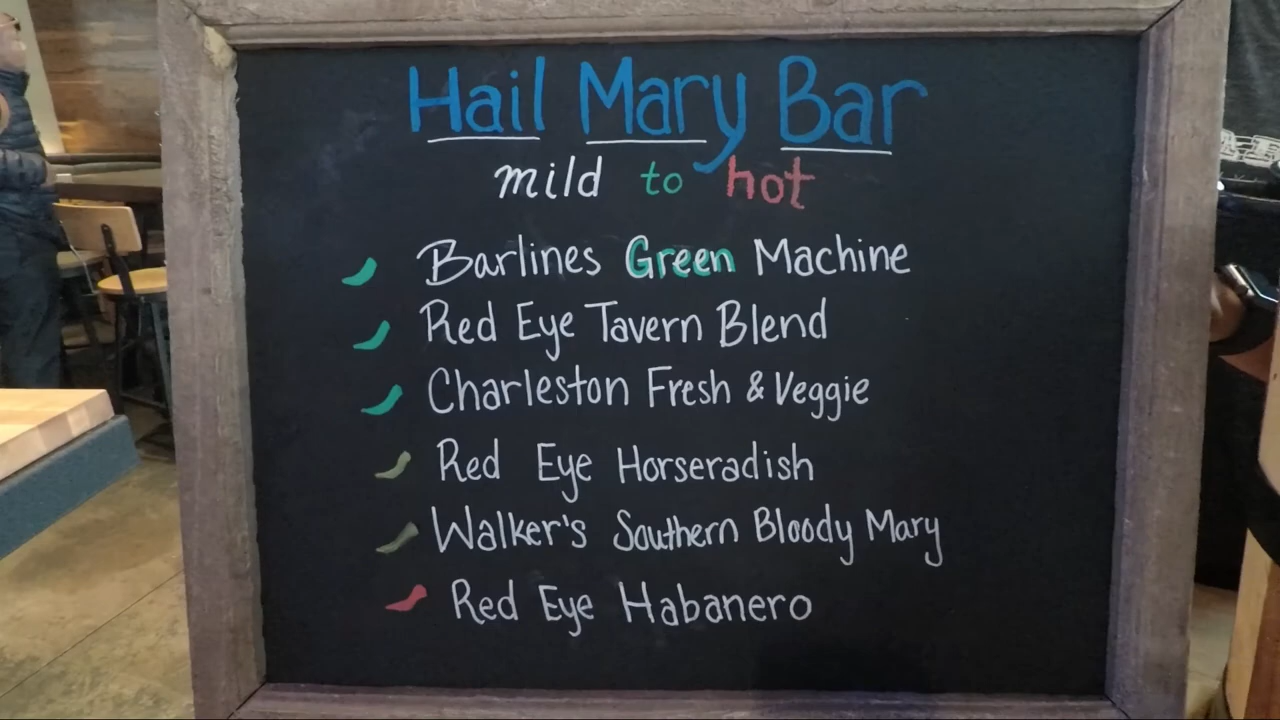 Hail Mary Bar
mild to hot
Barlines Green Machine
Red Eye Tavern Blend
Charleston Fresh & Veggie
Red Eye Horseradish
Walker's Southern Bloody Mary
Red Eye Habanero